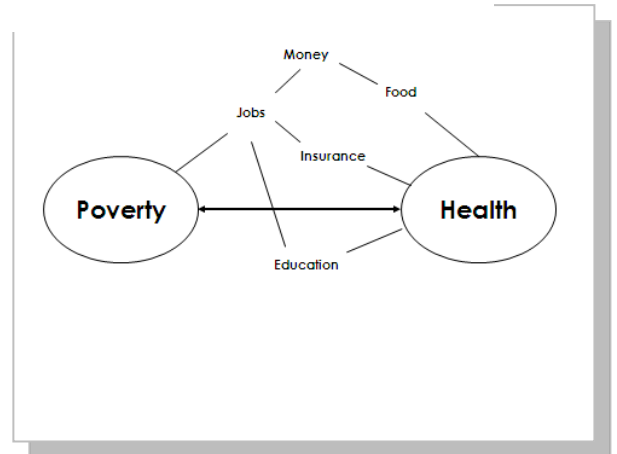 Money
Food
Jobs
Insurance
Poverty
Health
Education